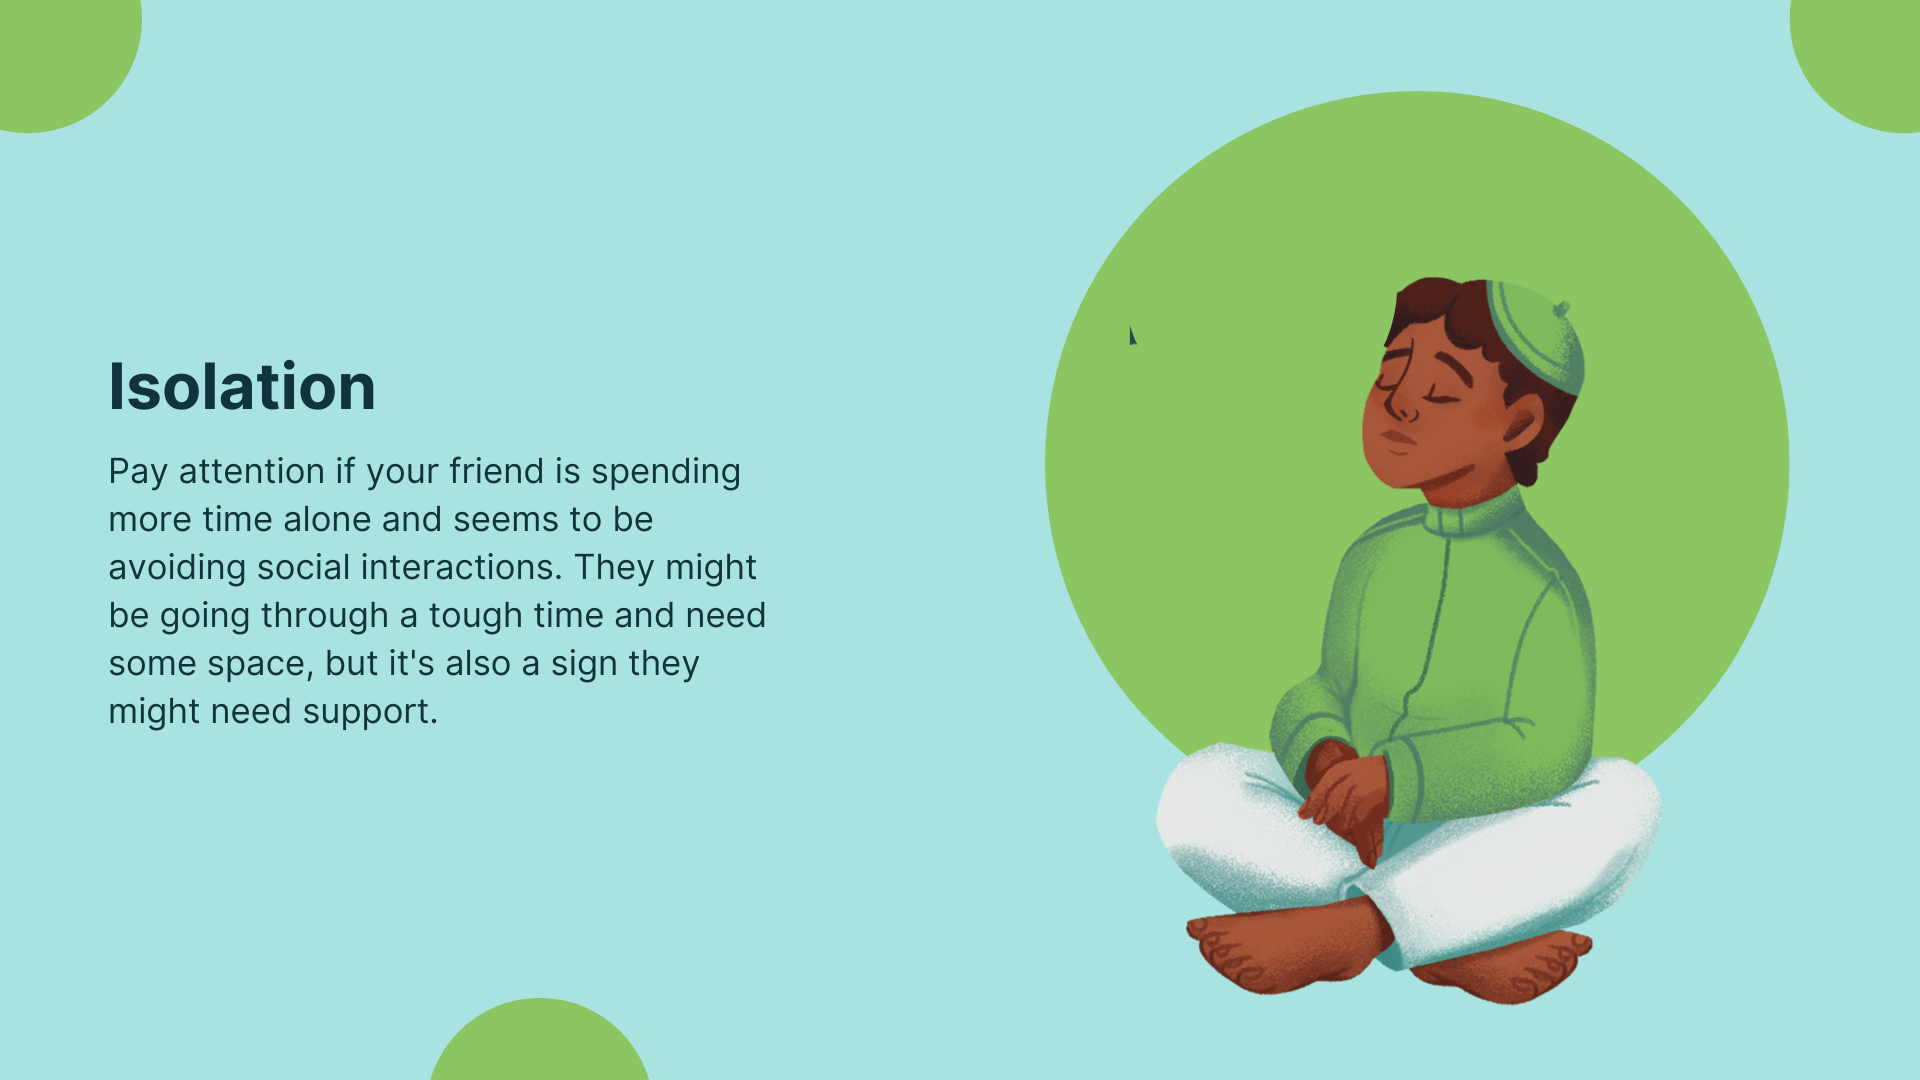 Isolation
Pay attention if your friend is spending
more time alone and seems to be
avoiding social interactions. They might
be going through a tough time and need
some space, but it's also a sign they
might need support.